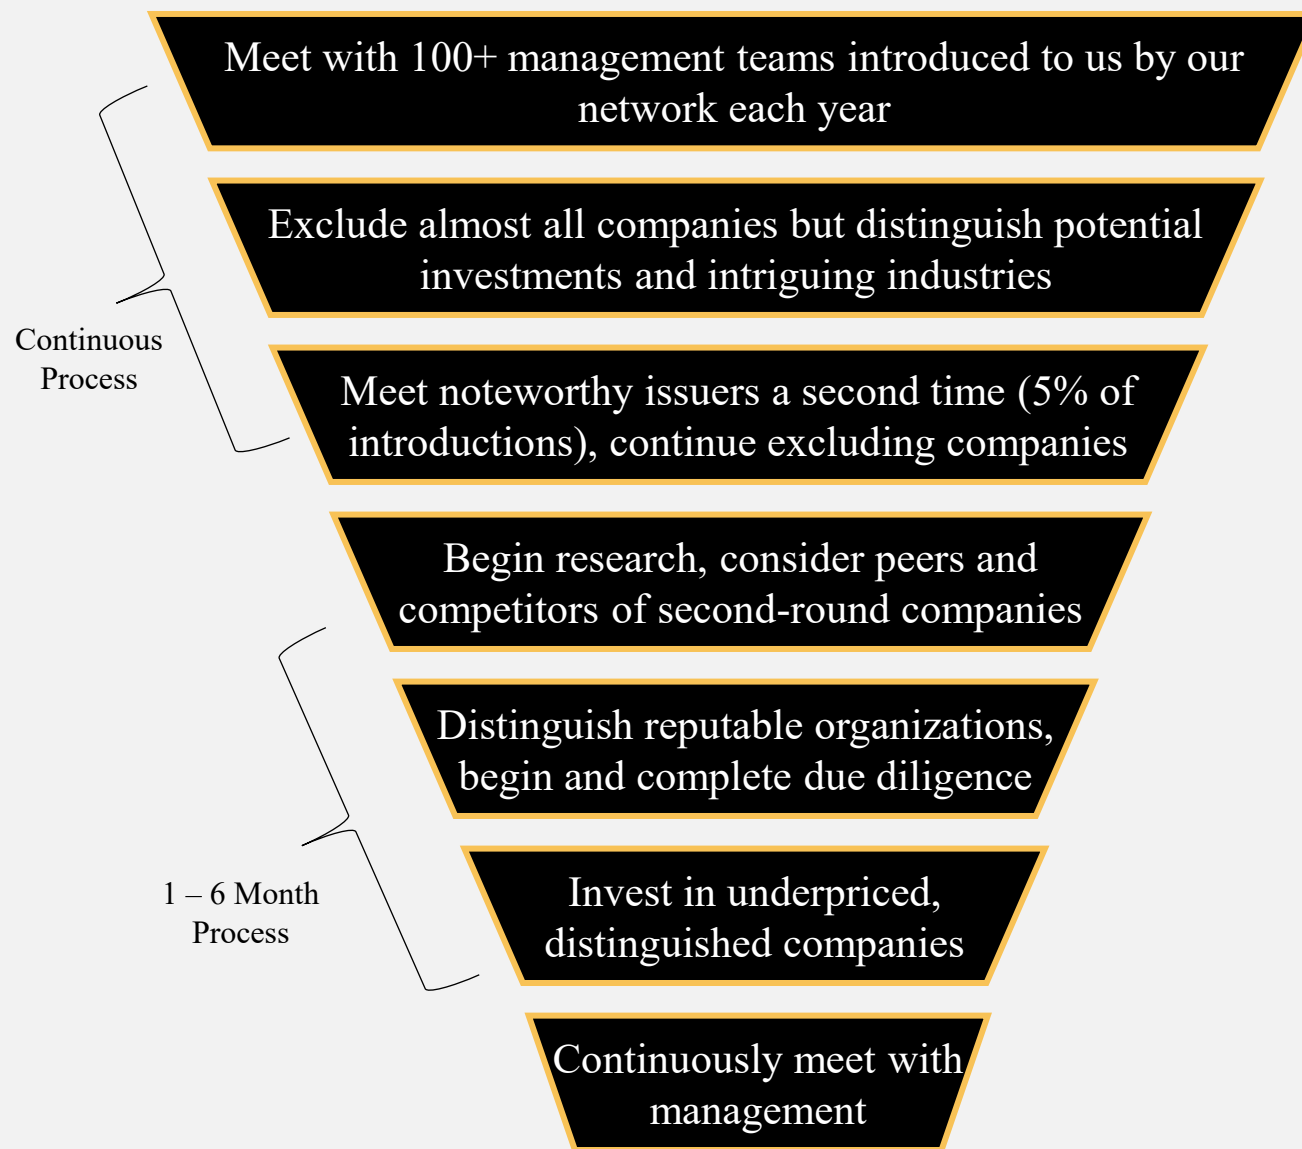 Meet with 100+ management teams introduced to us by our
network each year
Exclude almost all companies but distinguish potential
investments and intriguing industries
Continuous
Process
Meet noteworthy issuers a second time (5% of
introductions), continue excluding companies
Begin research, consider peers and
competitors of second-round companies
Distinguish reputable organizations,
begin and complete due diligence
1 – 6 Month
Process
Invest in underpriced,
distinguished companies
Continuously meet with
management